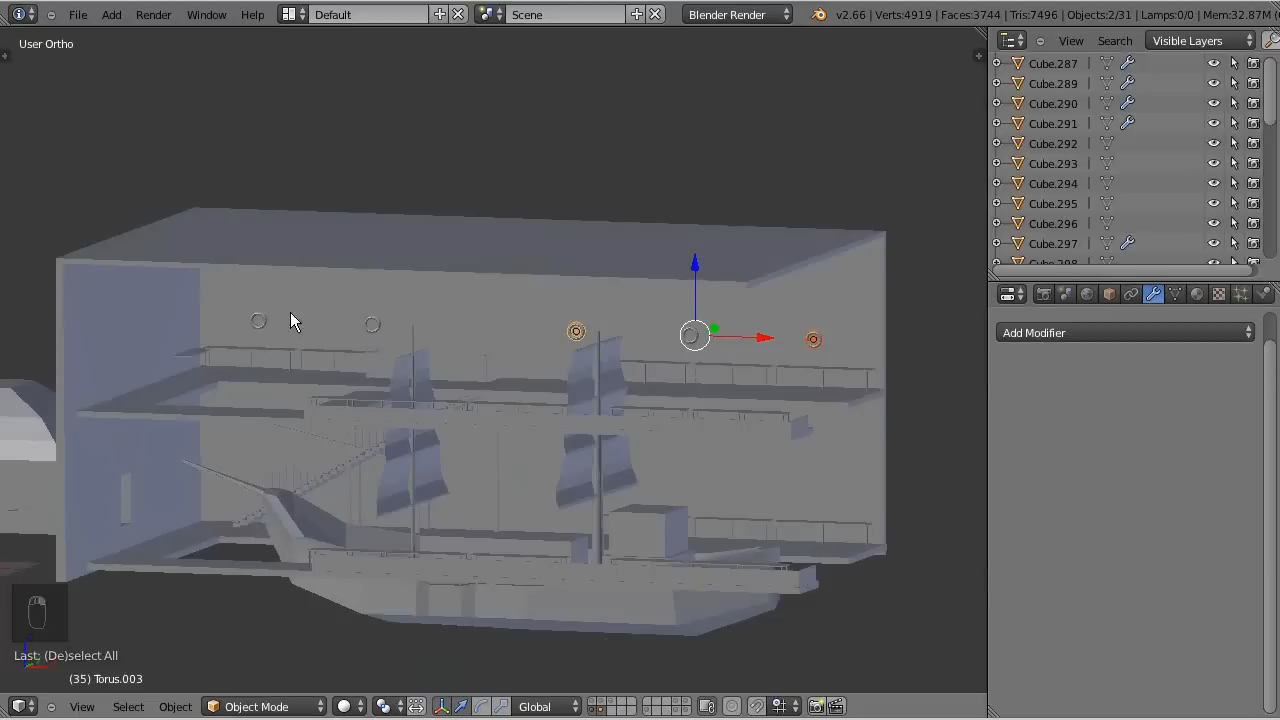 File Add Render Window Help Default Scene Blender Render v2.66 | Verts:4919 | Faces:3744 | Tris:7496 | Objects:2/31 | Lamps:0/0 | Mem:32.87M
User Ortho
View Search Visible Layers
Cube.287
Cube.289
Cube.290
Cube.291
Cube.292
Cube.293
Cube.294
Cube.295
Cube.296
Cube.297
Cube.298
Add Modifier
Last: (De)select All
(35) Torus.003
View Select Object Object Mode Global